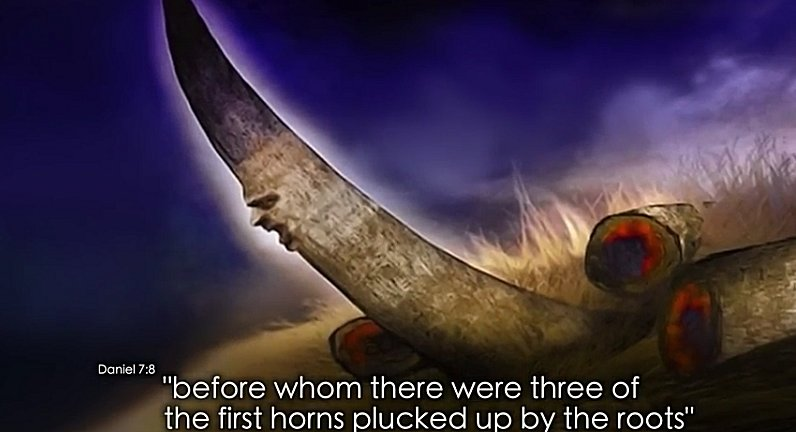 Daniel 7:8
"before whom there were three of
the first horns plucked up by the roots"